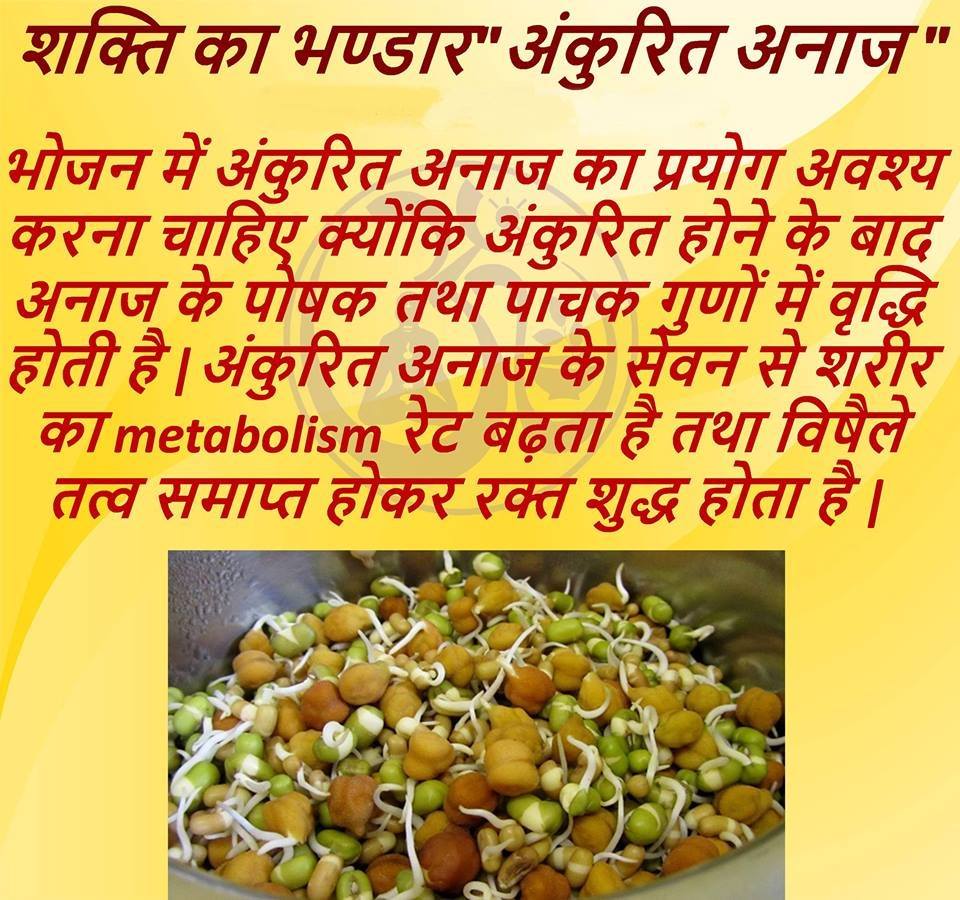 शक्ति का भण्डार" अंकुरित अनाज "
भोजन में अंकुरित अनाज का प्रयोग अवश्य
करना चाहिए क्योंकि अंकुरित होने के बाद
अनाज के पोषक तथा पाचक गुणों में वृद्धि
होती है | अंकुरित अनाज के सेवन से शरीर
का metabolism रेट बढ़ता है तथा विषैले
तत्व समाप्त होकर रक्त शुद्ध होता है |